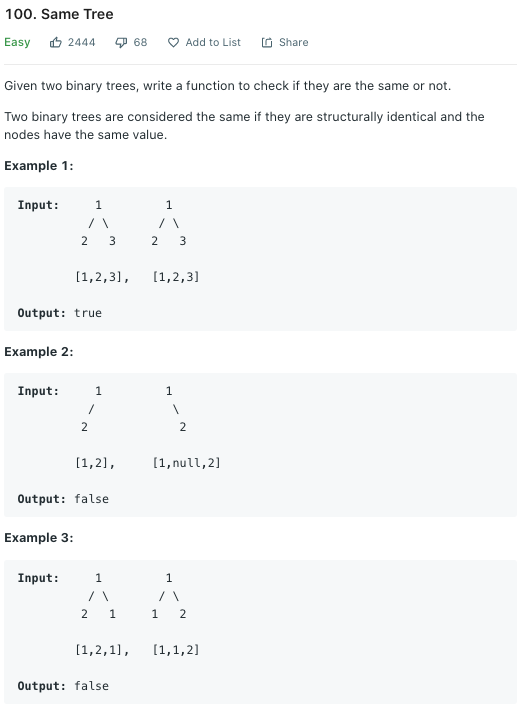 100. Same Tree
Easy 2444 68 Add to List Share
Given two binary trees, write a function to check if they are the same or not.
Two binary trees are considered the same if they are structurally identical and the
nodes have the same value.
Example 1:
Input:     1         1
          / \       / \
         2   3     2   3
        [1,2,3],   [1,2,3]
Output: true
Example 2:
Input:     1         1
          /           \
         2             2
        [1,2],     [1,null,2]
Output: false
Example 3:
Input:     1         1
          / \       / \
         2   1     1   2
        [1,2,1],   [1,1,2]
Output: false